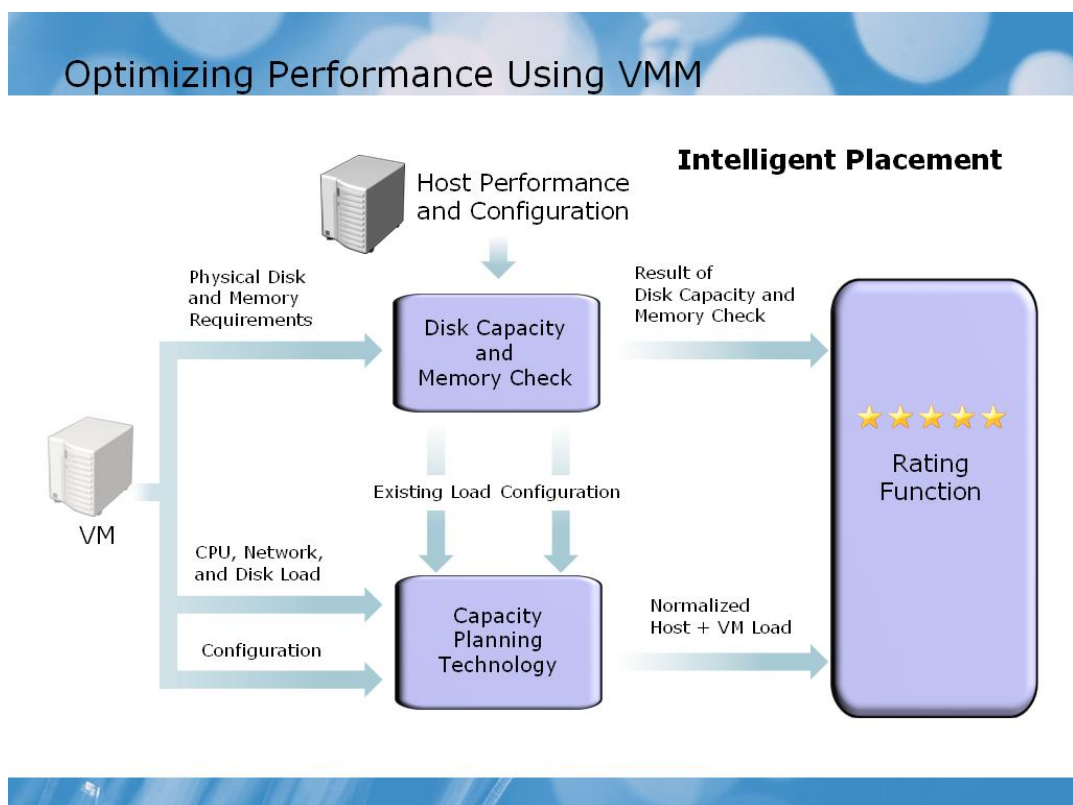 Optimizing Performance Using VMM
Intelligent Placement
Host Performance
and Configuration
Physical Disk
and Memory
Requirements
Result of
Disk Capacity and
Memory Check
Disk Capacity
and
Memory Check
Rating
Function
Existing Load Configuration
VM
CPU, Network,
and Disk Load
Configuration
Capacity
Planning
Technology
Normalized
Host + VM Load